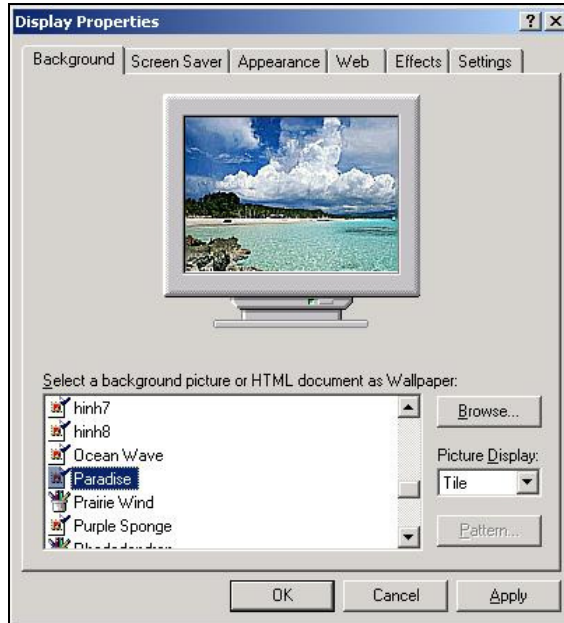 Display Properties
Background Screen Saver Appearance Web Effects Settings
Select a background picture or HTML document as Wallpaper:
hinh7
hinh8
Ocean Wave
Paradise
Prairie Wind
Purple Sponge
Browse...
Picture Display:
Tile
Pattern...
OK Cancel Apply